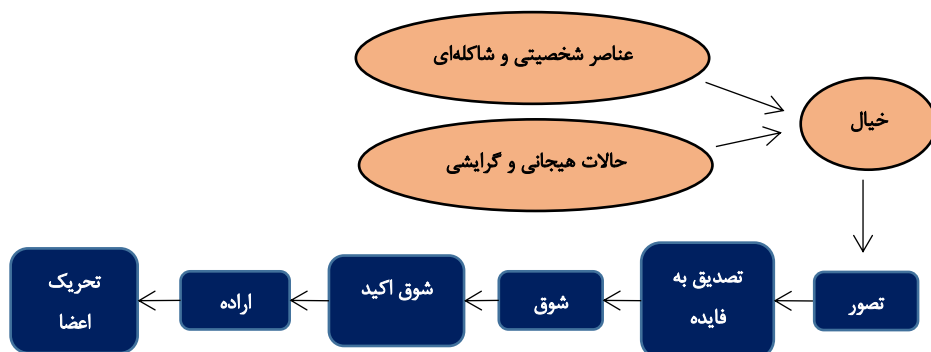 عناصر شخصیتی و شاکله‌ای
خیال
حالات هیجانی و گرایشی
تصور
تصدیق به
فایده
شوق
شوق اکید
اراده
تحریک
اعضا